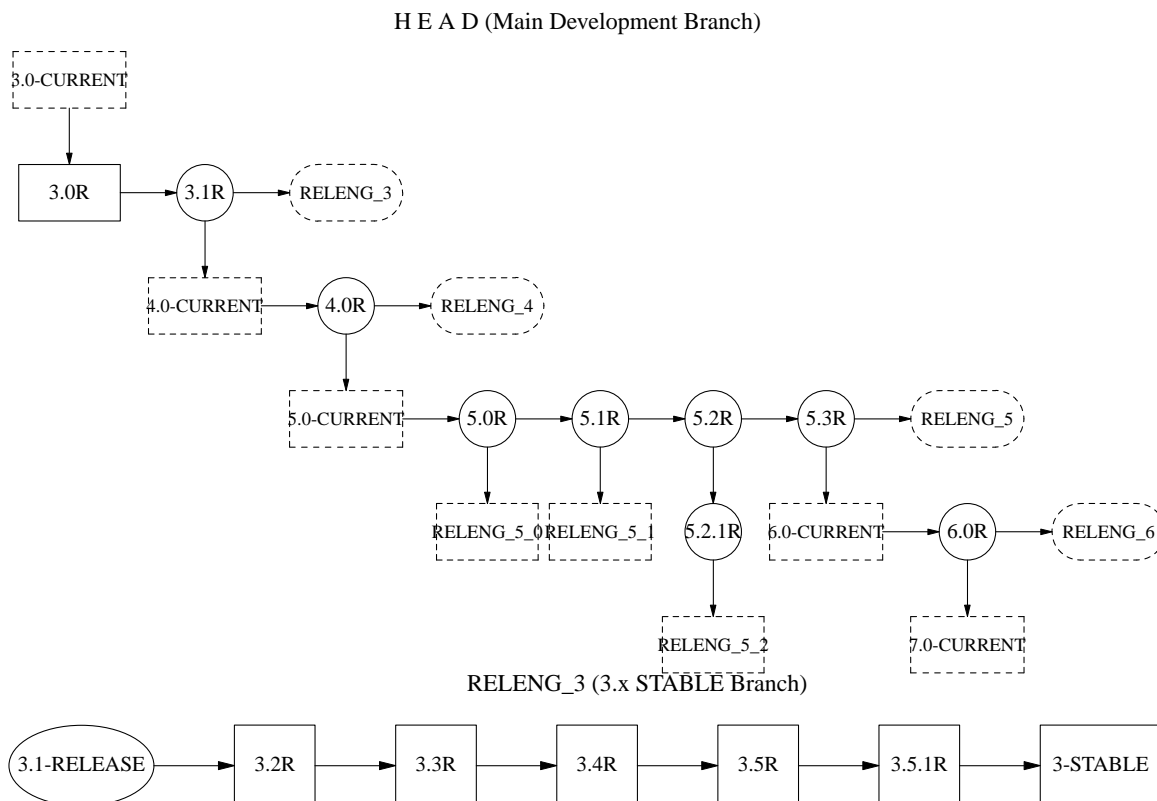 H E A D (Main Development Branch)
3.0-CURRENT
3.0R
3.1R
RELENG_3
4.0-CURRENT
4.0R
RELENG_4
5.0-CURRENT
5.0R
5.1R
5.2R
5.3R
RELENG_5
RELENG_5_0
RELENG_5_1
5.2.1R
6.0-CURRENT
6.0R
RELENG_6
RELENG_5_2
7.0-CURRENT
RELENG_3 (3.x STABLE Branch)
3.1-RELEASE
3.2R
3.3R
3.4R
3.5R
3.5.1R
3-STABLE